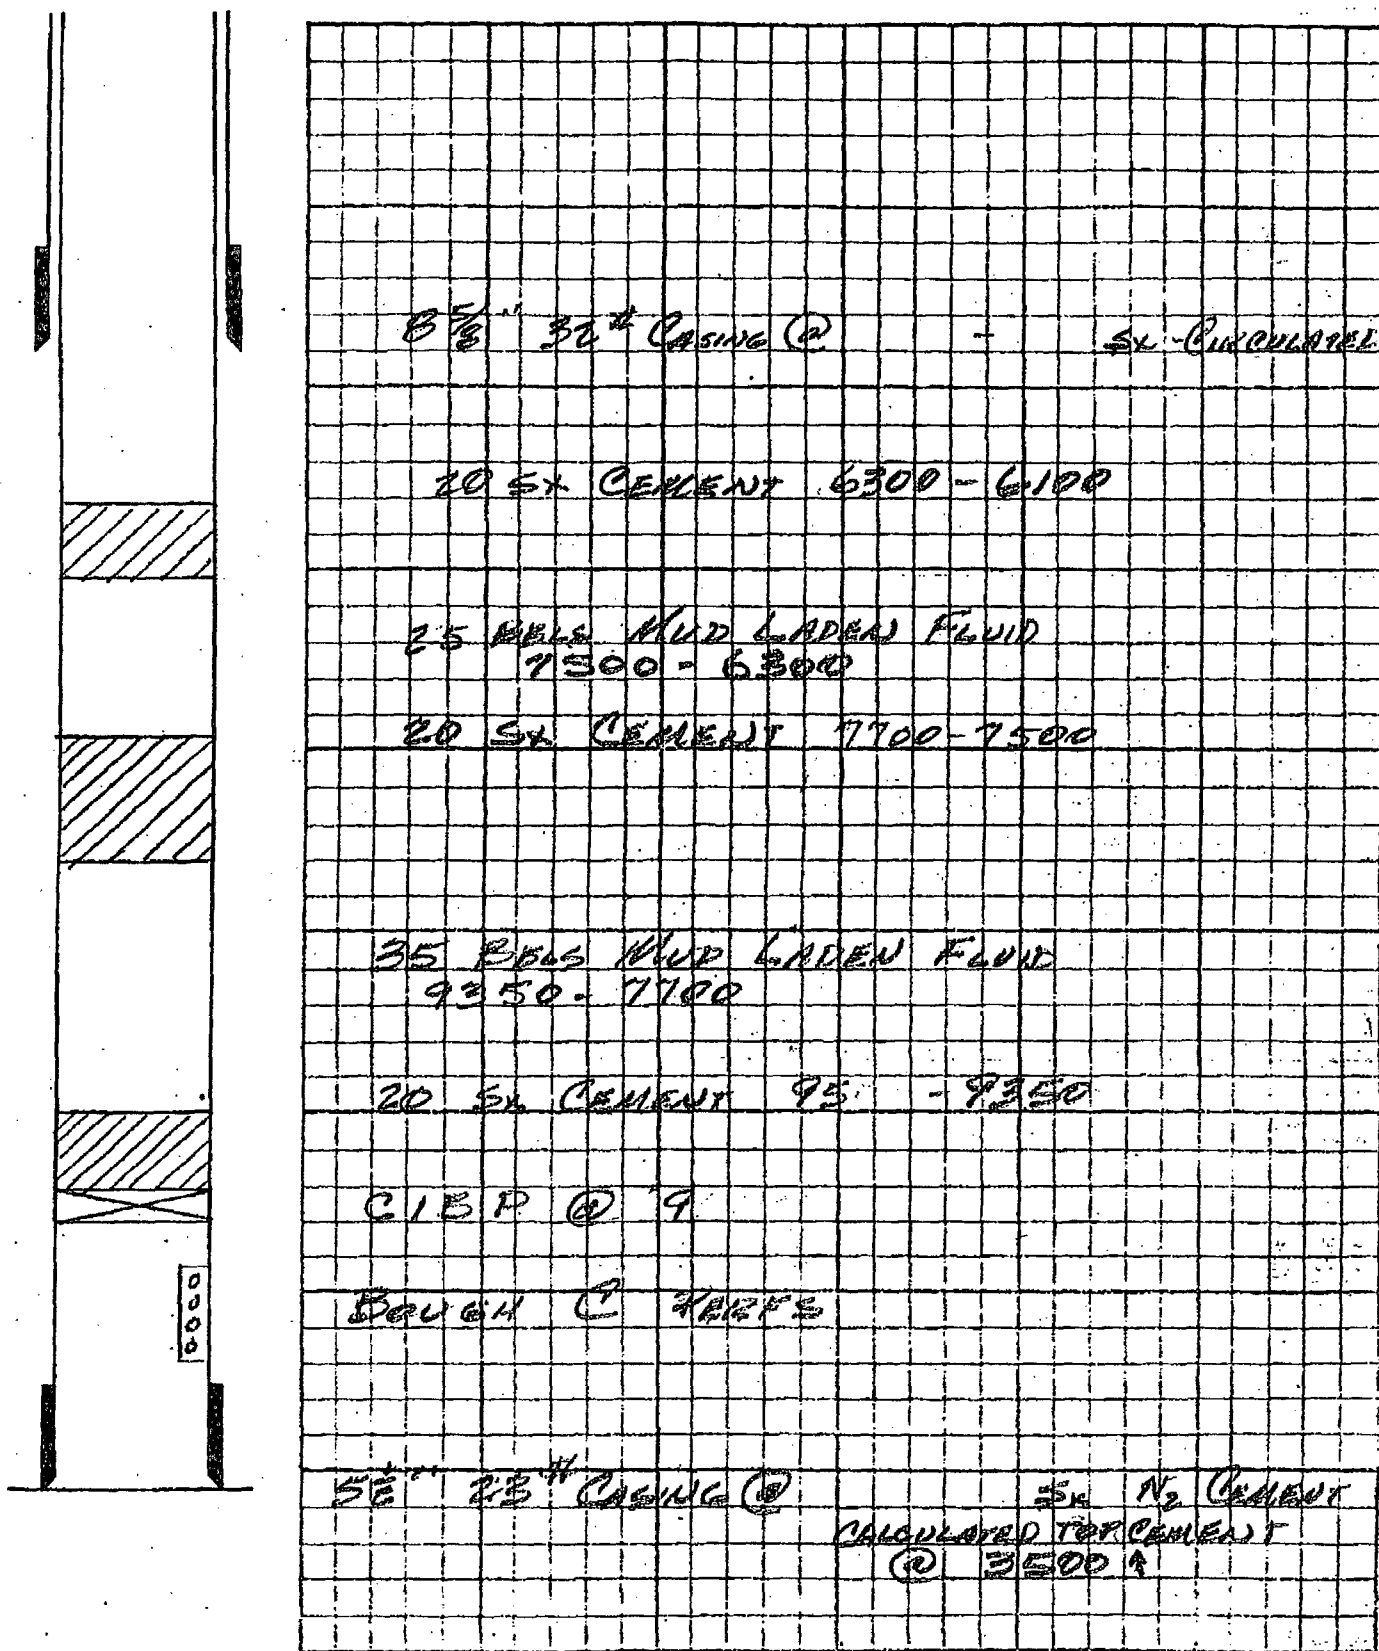 8 5/8" 32# CASING @ - SX - CIRCULATED
20 SX CEMENT 6300 - 6100
25 BBLS MUD LADEN FLUID
7500 - 6300
20 SX CEMENT 7700 - 7500
35 BBLS MUD LADEN FLUID
9350 - 7700
20 SX CEMENT 95 - 9350
CIBP @ 9
BOUGH C PERFS
5 1/2" 23# CASING @ SX N2 CEMENT
CALCULATED TOP CEMENT
@ 3500 ↑